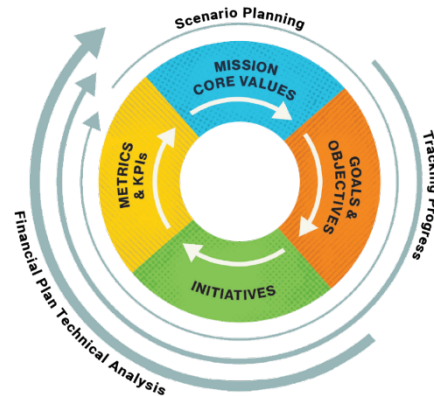 Scenario Planning
MISSION
CORE VALUES
GOALS &
OBJECTIVES
Tracking Progress
METRICS
& KPIs
INITIATIVES
Financial Plan Technical Analysis